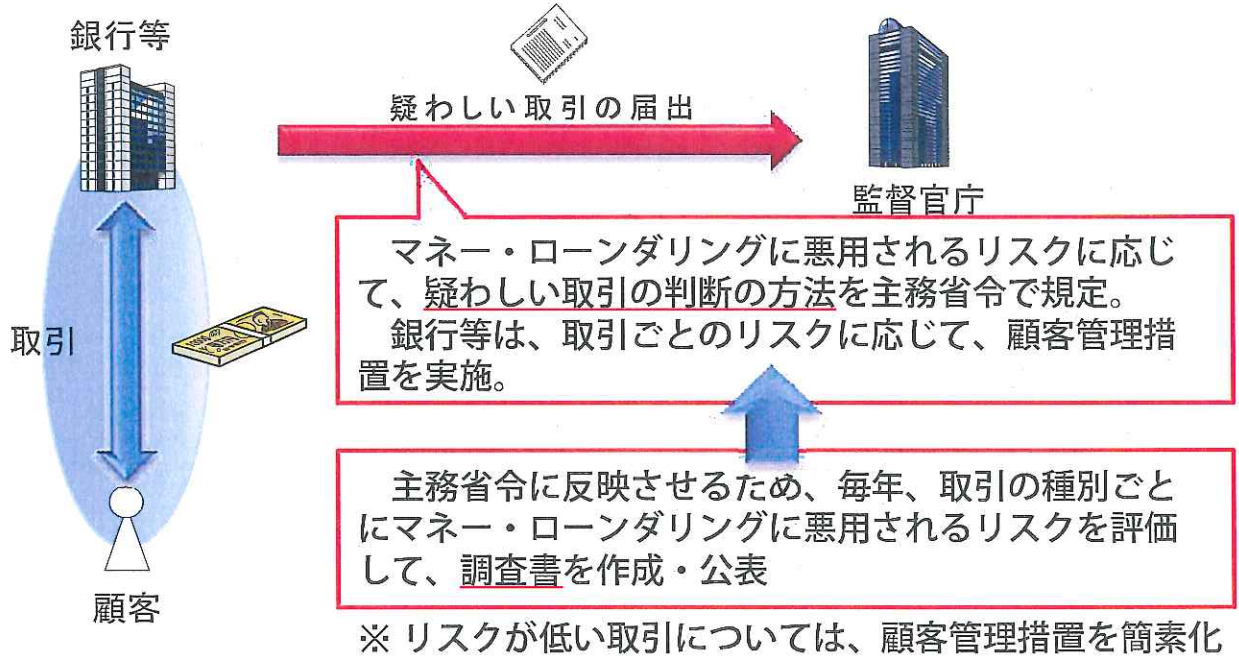 銀行等
疑わしい取引の届出
監督官庁
マネー・ローンダリングに悪用されるリスクに応じ
て、疑わしい取引の判断の方法を主務省令で規定。
銀行等は、取引ごとのリスクに応じて、顧客管理措
置を実施。
取引
主務省令に反映させるため、毎年、取引の種別ごと
にマネー・ローンダリングに悪用されるリスクを評価
して、調査書を作成・公表
顧客
※ リスクが低い取引については、顧客管理措置を簡素化